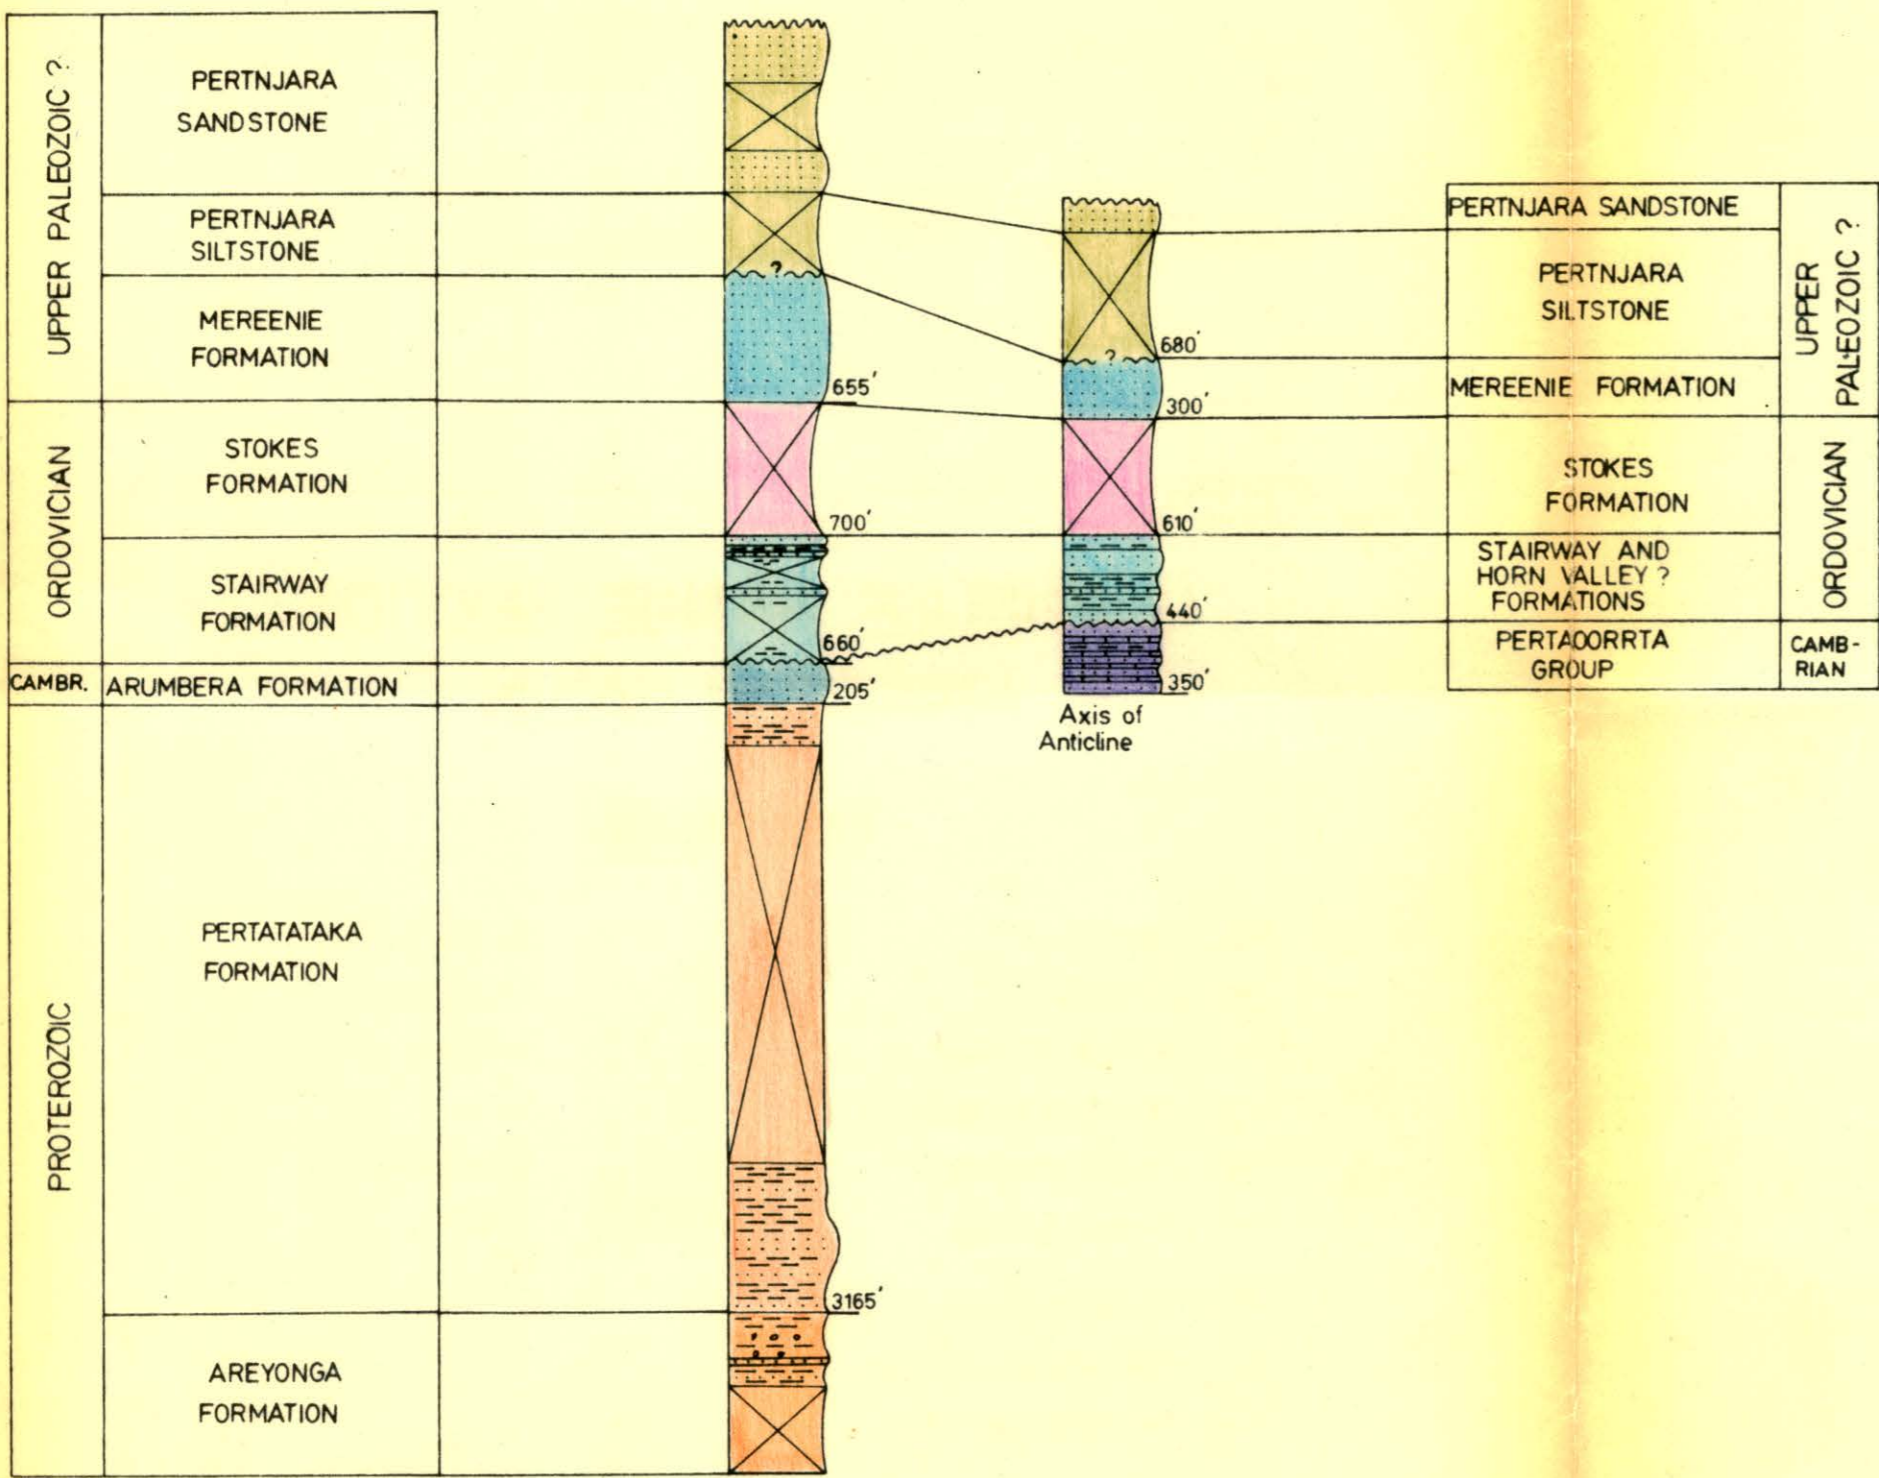 UPPER PALEOZOIC ?
PERTNJARA
SANDSTONE
PERTNJARA
SILTSTONE
MEREENIE
FORMATION
ORDOVICIAN
STOKES
FORMATION
STAIRWAY
FORMATION
CAMBR.
ARUMBERA FORMATION
PROTEROZOIC
PERTATATAKA
FORMATION
AREYONGA
FORMATION
?
655'
700'
660'
205'
3165'
?
680'
300'
610'
440'
350'
Axis of
Anticline
PERTNJARA SANDSTONE
PERTNJARA
SILTSTONE
MEREENIE FORMATION
UPPER
PALEOZOIC ?
STOKES
FORMATION
STAIRWAY AND
HORN VALLEY ?
FORMATIONS
ORDOVICIAN
PERTAOORRTA
GROUP
CAMB-
RIAN